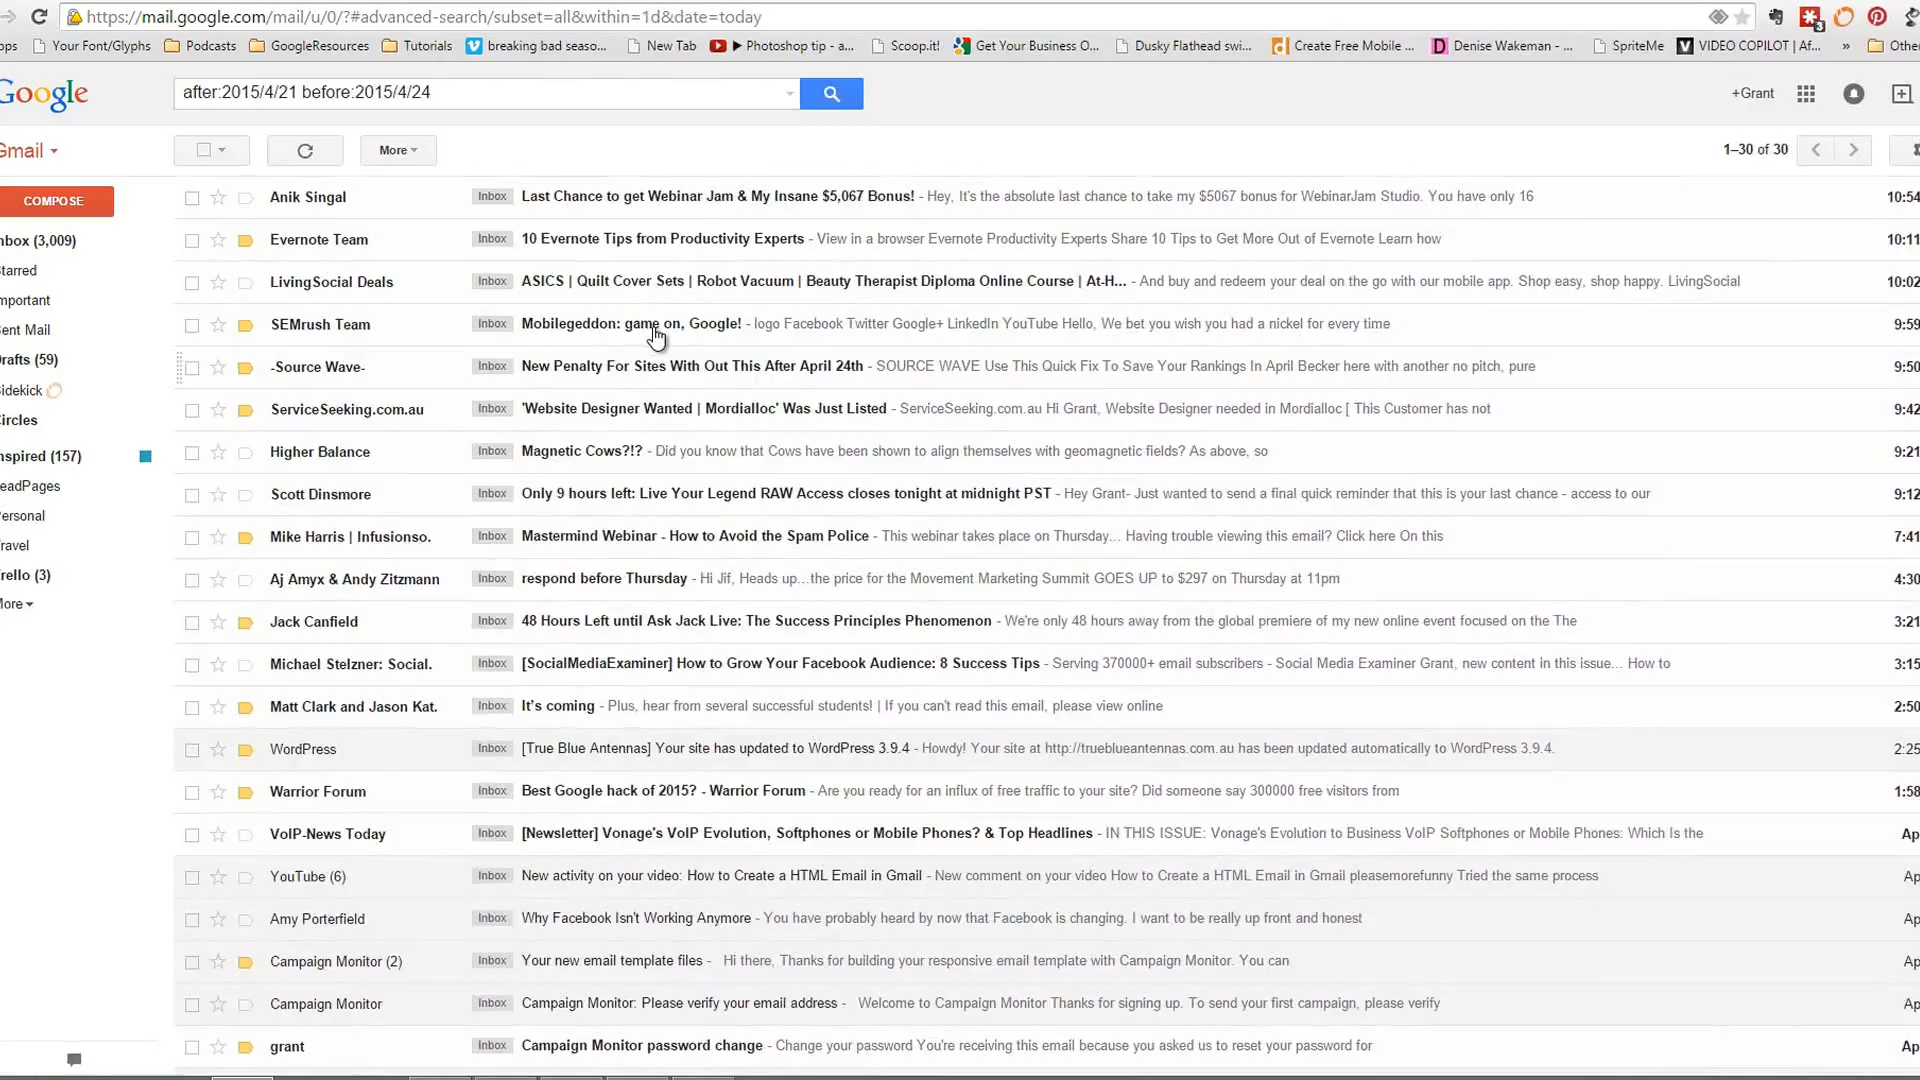 https://mail.google.com/mail/u/0/?#advanced-search/subset=all&within=1d&date=today
ps Your Font/Glyphs Podcasts GoogleResources Tutorials breaking bad seaso... New Tab ▶ Photoshop tip - a... Scoop.it! Get Your Business O... Dusky Flathead swi... Create Free Mobile ... Denise Wakeman - ... SpriteMe VIDEO COPILOT | Af... » Other
Google after:2015/4/21 before:2015/4/24 +Grant
Gmail More 1–30 of 30
COMPOSE
nbox (3,009)
tarred
mportant
ent Mail
rafts (59)
idekick
ircles
nspired (157)
eadPages
ersonal
ravel
rello (3)
ore
Anik Singal Inbox Last Chance to get Webinar Jam & My Insane $5,067 Bonus! - Hey, It's the absolute last chance to take my $5067 bonus for WebinarJam Studio. You have only 16 10:54
Evernote Team Inbox 10 Evernote Tips from Productivity Experts - View in a browser Evernote Productivity Experts Share 10 Tips to Get More Out of Evernote Learn how 10:11
LivingSocial Deals Inbox ASICS | Quilt Cover Sets | Robot Vacuum | Beauty Therapist Diploma Online Course | At-H... - And buy and redeem your deal on the go with our mobile app. Shop easy, shop happy. LivingSocial 10:02
SEMrush Team Inbox Mobilegeddon: game on, Google! - logo Facebook Twitter Google+ LinkedIn YouTube Hello, We bet you wish you had a nickel for every time 9:59
-Source Wave- Inbox New Penalty For Sites With Out This After April 24th - SOURCE WAVE Use This Quick Fix To Save Your Rankings In April Becker here with another no pitch, pure 9:50
ServiceSeeking.com.au Inbox 'Website Designer Wanted | Mordialloc' Was Just Listed - ServiceSeeking.com.au Hi Grant, Website Designer needed in Mordialloc [ This Customer has not 9:42
Higher Balance Inbox Magnetic Cows?!? - Did you know that Cows have been shown to align themselves with geomagnetic fields? As above, so 9:21
Scott Dinsmore Inbox Only 9 hours left: Live Your Legend RAW Access closes tonight at midnight PST - Hey Grant- Just wanted to send a final quick reminder that this is your last chance - access to our 9:12
Mike Harris | Infusionso. Inbox Mastermind Webinar - How to Avoid the Spam Police - This webinar takes place on Thursday... Having trouble viewing this email? Click here On this 7:41
Aj Amyx & Andy Zitzmann Inbox respond before Thursday - Hi Jif, Heads up...the price for the Movement Marketing Summit GOES UP to $297 on Thursday at 11pm 4:30
Jack Canfield Inbox 48 Hours Left until Ask Jack Live: The Success Principles Phenomenon - We're only 48 hours away from the global premiere of my new online event focused on the The 3:21
Michael Stelzner: Social. Inbox [SocialMediaExaminer] How to Grow Your Facebook Audience: 8 Success Tips - Serving 370000+ email subscribers - Social Media Examiner Grant, new content in this issue... How to 3:15
Matt Clark and Jason Kat. Inbox It's coming - Plus, hear from several successful students! | If you can't read this email, please view online 2:50
WordPress Inbox [True Blue Antennas] Your site has updated to WordPress 3.9.4 - Howdy! Your site at http://trueblueantennas.com.au has been updated automatically to WordPress 3.9.4. 2:25
Warrior Forum Inbox Best Google hack of 2015? - Warrior Forum - Are you ready for an influx of free traffic to your site? Did someone say 300000 free visitors from 1:58
VoIP-News Today Inbox [Newsletter] Vonage's VoIP Evolution, Softphones or Mobile Phones? & Top Headlines - IN THIS ISSUE: Vonage's Evolution to Business VoIP Softphones or Mobile Phones: Which Is the Ap
YouTube (6) Inbox New activity on your video: How to Create a HTML Email in Gmail - New comment on your video How to Create a HTML Email in Gmail pleasemorefunny Tried the same process Ap
Amy Porterfield Inbox Why Facebook Isn't Working Anymore - You have probably heard by now that Facebook is changing. I want to be really up front and honest Ap
Campaign Monitor (2) Inbox Your new email template files - Hi there, Thanks for building your responsive email template with Campaign Monitor. You can Ap
Campaign Monitor Inbox Campaign Monitor: Please verify your email address - Welcome to Campaign Monitor Thanks for signing up. To send your first campaign, please verify Ap
grant Inbox Campaign Monitor password change - Change your password You're receiving this email because you asked us to reset your password for Ap